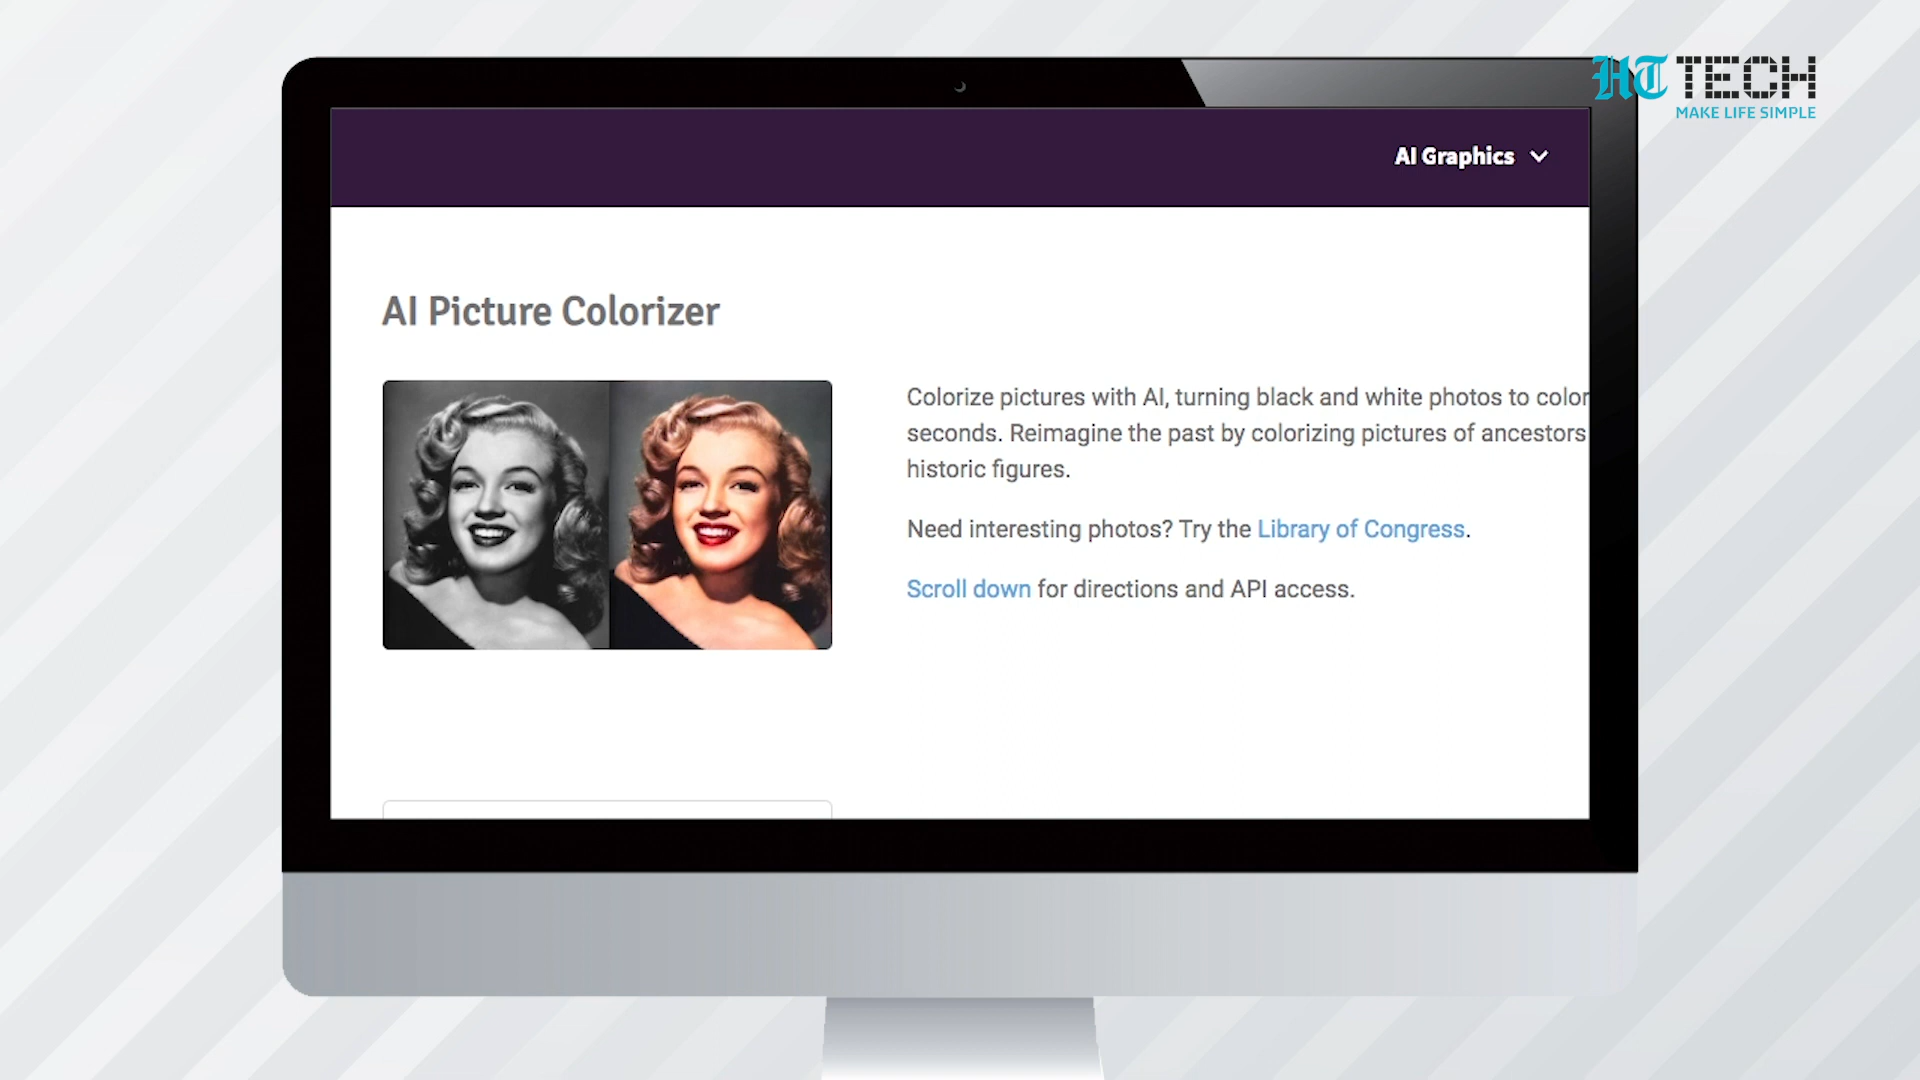 HT TECH
MAKE LIFE SIMPLE
AI Graphics
AI Picture Colorizer
Colorize pictures with AI, turning black and white photos to color
seconds. Reimagine the past by colorizing pictures of ancestors
historic figures.
Need interesting photos? Try the Library of Congress.
Scroll down for directions and API access.